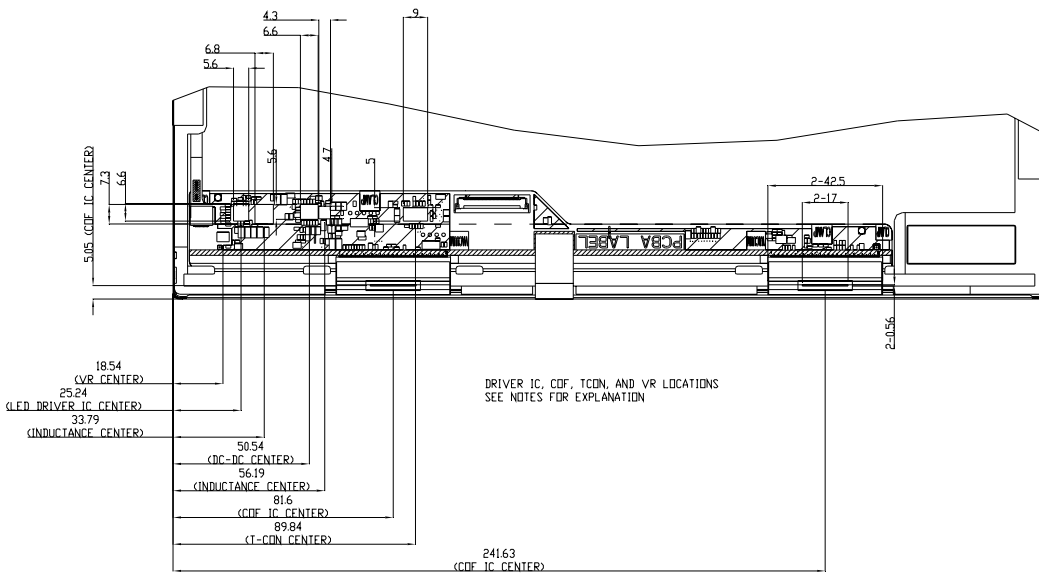 4.3
9
6.6
6.8
5.6
7.3
6.6
5.6
4.7
5
5.05 (COF IC CENTER)
2-42.5
2-17
PCBA LABEL
2-0.56
18.54
(VR CENTER)
25.24
(LED DRIVER IC CENTER)
33.79
(INDUCTANCE CENTER)
50.54
(DC-DC CENTER)
56.19
(INDUCTANCE CENTER)
81.6
(COF IC CENTER)
89.84
(T-CON CENTER)
241.63
(COF IC CENTER)
DRIVER IC, COF, TCON, AND VR LOCATIONS
SEE NOTES FOR EXPLANATION